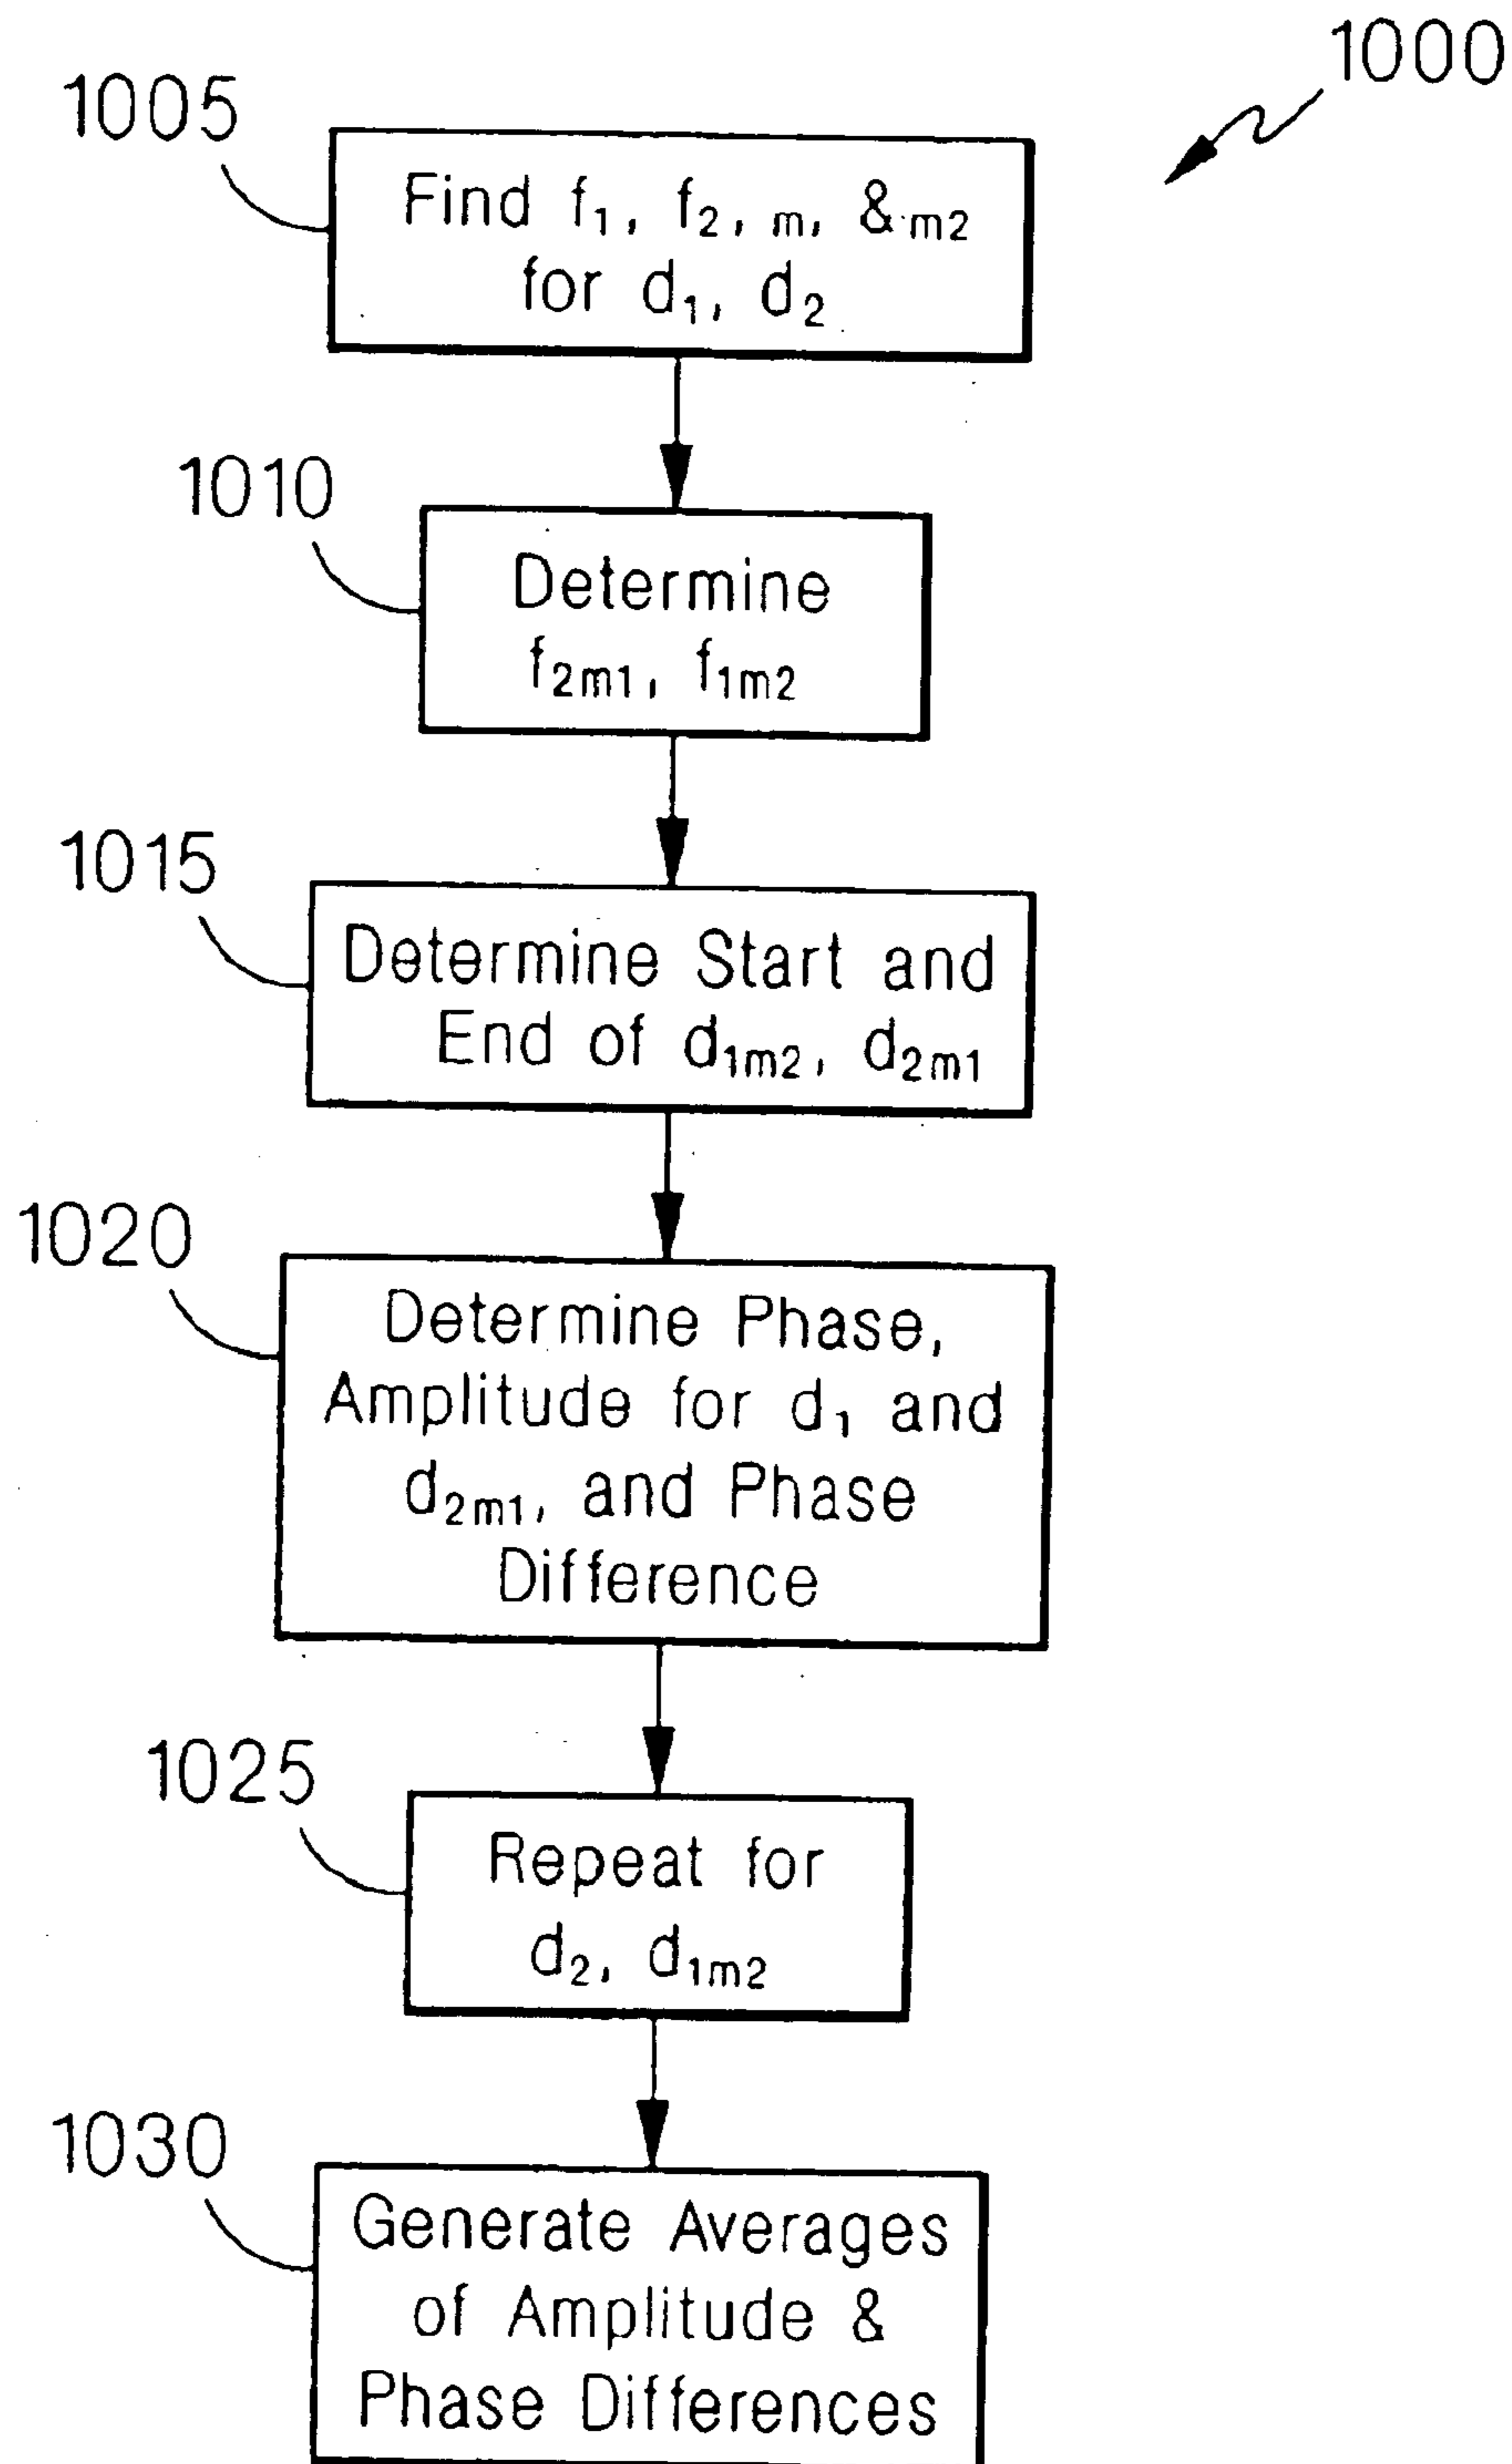 1000
1005
Find f₁, f₂, m, & m2
for d₁, d₂
1010
Determine
f₂ₘ₁, f₁ₘ₂
1015
Determine Start and
End of d₁ₘ₂, d₂ₘ₁
1020
Determine Phase,
Amplitude for d₁ and
d₂ₘ₁, and Phase
Difference
1025
Repeat for
d₂, d₁ₘ₂
1030
Generate Averages
of Amplitude &
Phase Differences